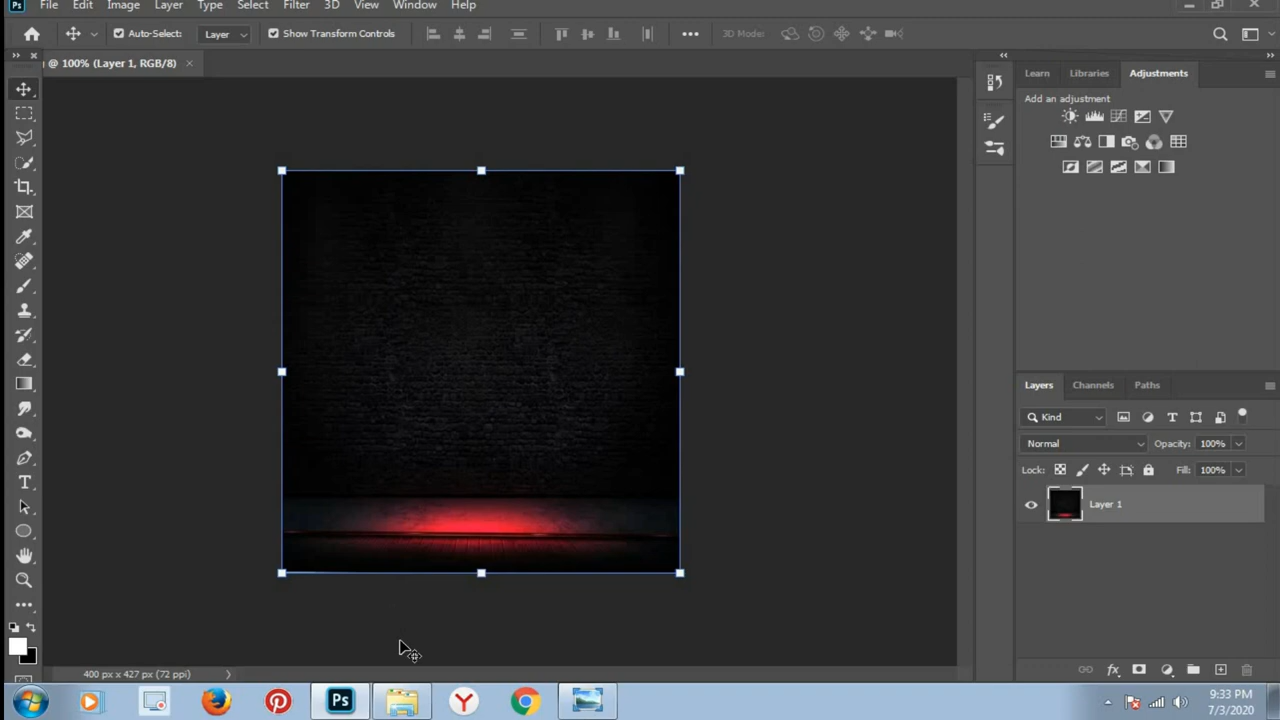 Ps File Edit Image Layer Type Select Filter 3D View Window Help
Auto-Select: Layer Show Transform Controls 3D Mode:
@ 100% (Layer 1, RGB/8)
Learn Libraries Adjustments
Add an adjustment
Layers Channels Paths
Kind
Normal Opacity: 100%
Lock: Fill: 100%
Layer 1
400 px x 427 px (72 ppi)
Ps
9:33 PM
7/3/2020